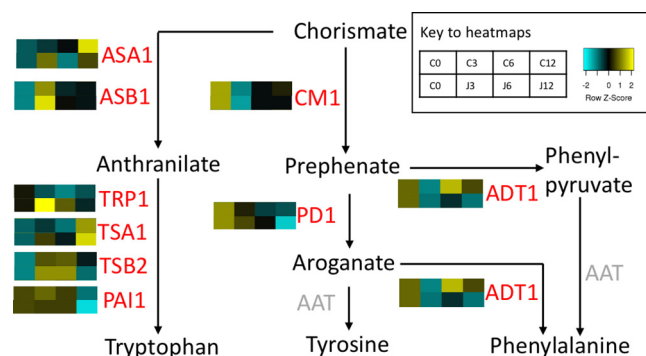 Chorismate
Key to heatmaps
C0 C3 C6 C12
C0 J3 J6 J12
-2 0 1 2
Row Z-Score
ASA1
ASB1
CM1
Anthranilate
Prephenate
Phenyl-
pyruvate
TRP1
TSA1
TSB2
PAI1
PD1
ADT1
Aroganate
AAT
AAT
ADT1
Tryptophan
Tyrosine
Phenylalanine